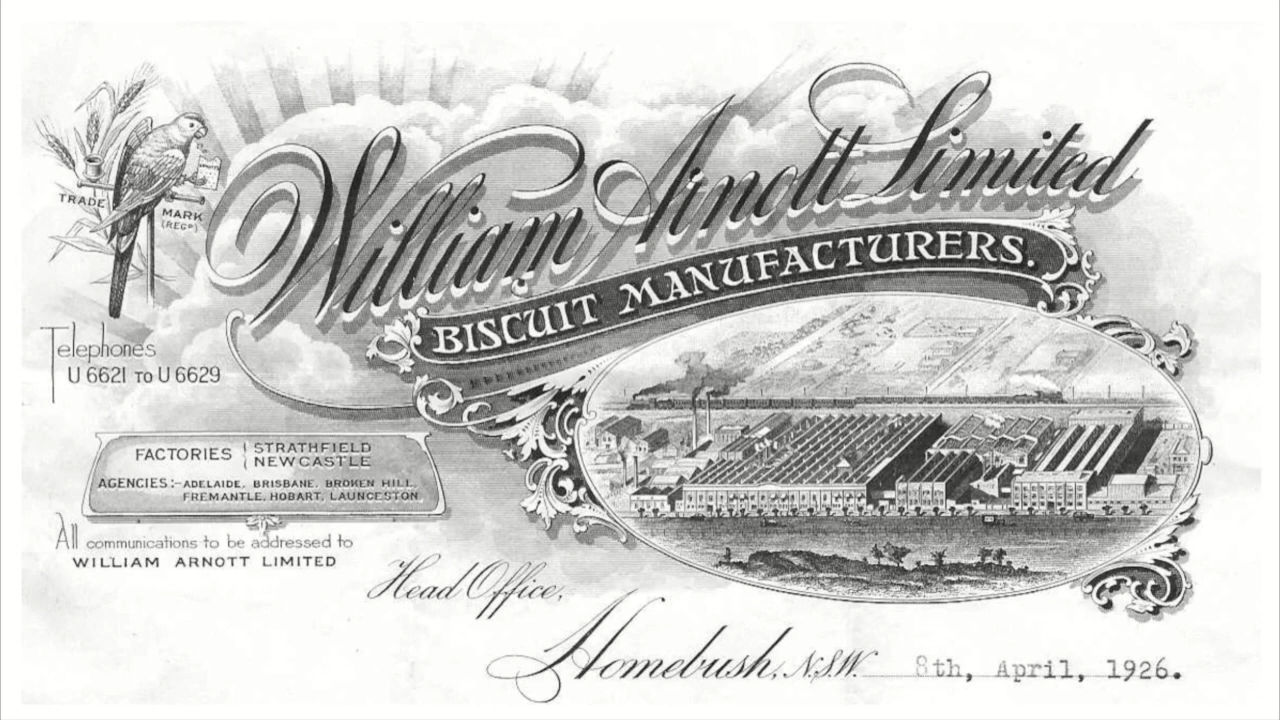 William Arnott Limited
BISCUIT MANUFACTURERS.
TRADE MARK
(REGD)
Telephones
U 6621 TO U 6629
FACTORIES { STRATHFIELD
NEWCASTLE
AGENCIES:- ADELAIDE, BRISBANE, BROKEN HILL,
FREMANTLE, HOBART, LAUNCESTON
All communications to be addressed to
WILLIAM ARNOTT LIMITED
Head Office,
Homebush, N.S.W. 8th, April, 1926.